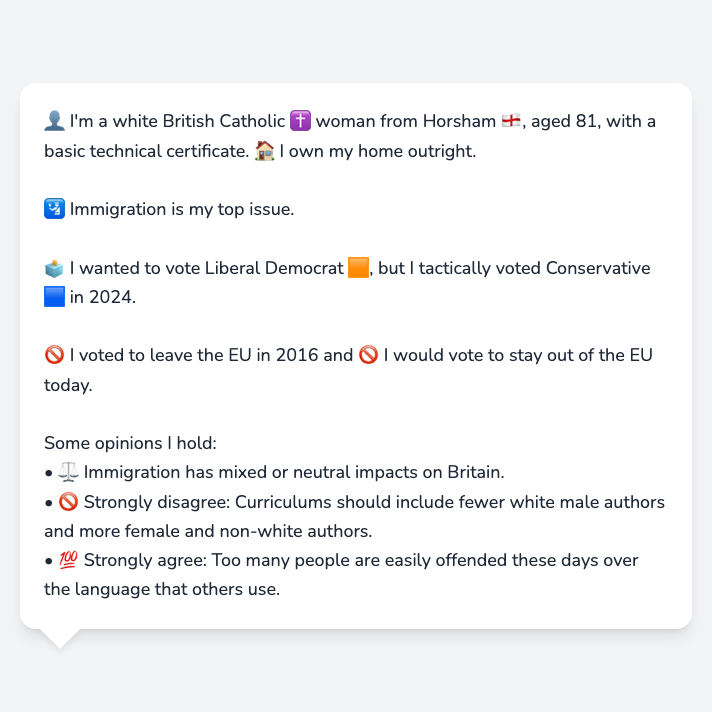 👤 I'm a white British Catholic ✝️ woman from Horsham 🏴󠁧󠁢󠁥󠁮󠁧󠁿, aged 81, with a
basic technical certificate. 🏠 I own my home outright.
🛂 Immigration is my top issue.
🗳️ I wanted to vote Liberal Democrat 🟧, but I tactically voted Conservative
🟦 in 2024.
🚫 I voted to leave the EU in 2016 and 🚫 I would vote to stay out of the EU
today.
Some opinions I hold:
• ⚖️ Immigration has mixed or neutral impacts on Britain.
• 🚫 Strongly disagree: Curriculums should include fewer white male authors
and more female and non-white authors.
• 💯 Strongly agree: Too many people are easily offended these days over
the language that others use.